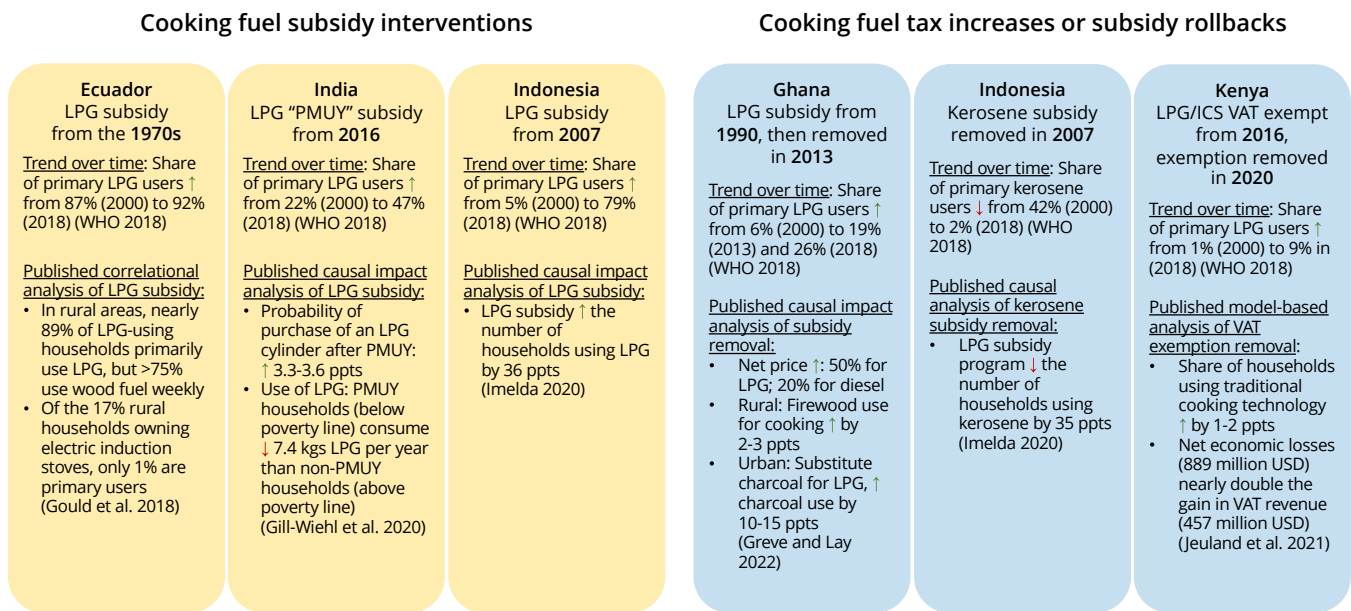 Cooking fuel subsidy interventions
Ecuador
LPG subsidy
from the 1970s
Trend over time: Share
of primary LPG users ↑
from 87% (2000) to 92%
(2018) (WHO 2018)
Published correlational
analysis of LPG subsidy:
• In rural areas, nearly
89% of LPG-using
households primarily
use LPG, but >75%
use wood fuel weekly
• Of the 17% rural
households owning
electric induction
stoves, only 1% are
primary users
(Gould et al. 2018)
India
LPG “PMUY” subsidy
from 2016
Trend over time: Share
of primary LPG users ↑
from 22% (2000) to 47%
(2018) (WHO 2018)
Published causal impact
analysis of LPG subsidy:
• Probability of
purchase of an LPG
cylinder after PMUY:
↑ 3.3-3.6 ppts
• Use of LPG: PMUY
households (below
poverty line) consume
↓ 7.4 kgs LPG per year
than non-PMUY
households (above
poverty line)
(Gill-Wiehl et al. 2020)
Indonesia
LPG subsidy
from 2007
Trend over time: Share
of primary LPG users ↑
from 5% (2000) to 79%
(2018) (WHO 2018)
Published causal impact
analysis of LPG subsidy:
• LPG subsidy ↑ the
number of
households using LPG
by 36 ppts
(Imelda 2020)
Cooking fuel tax increases or subsidy rollbacks
Ghana
LPG subsidy from
1990, then removed
in 2013
Trend over time: Share
of primary LPG users ↑
from 6% (2000) to 19%
(2013) and 26% (2018)
(WHO 2018)
Published causal impact
analysis of subsidy
removal:
• Net price ↑: 50% for
LPG; 20% for diesel
• Rural: Firewood use
for cooking ↑ by
2-3 ppts
• Urban: Substitute
charcoal for LPG, ↑
charcoal use by
10-15 ppts
(Greve and Lay
2022)
Indonesia
Kerosene subsidy
removed in 2007
Trend over time: Share
of primary kerosene
users ↓ from 42% (2000)
to 2% (2018) (WHO
2018)
Published causal
analysis of kerosene
subsidy removal:
• LPG subsidy
program ↓ the
number of
households using
kerosene by 35 ppts
(Imelda 2020)
Kenya
LPG/ICS VAT exempt
from 2016,
exemption removed
in 2020
Trend over time: Share
of primary LPG users ↑
from 1% (2000) to 9% in
(2018) (WHO 2018)
Published model-based
analysis of VAT
exemption removal:
• Share of households
using traditional
cooking technology
↑ by 1-2 ppts
• Net economic losses
(889 million USD)
nearly double the
gain in VAT revenue
(457 million USD)
(Jeuland et al. 2021)